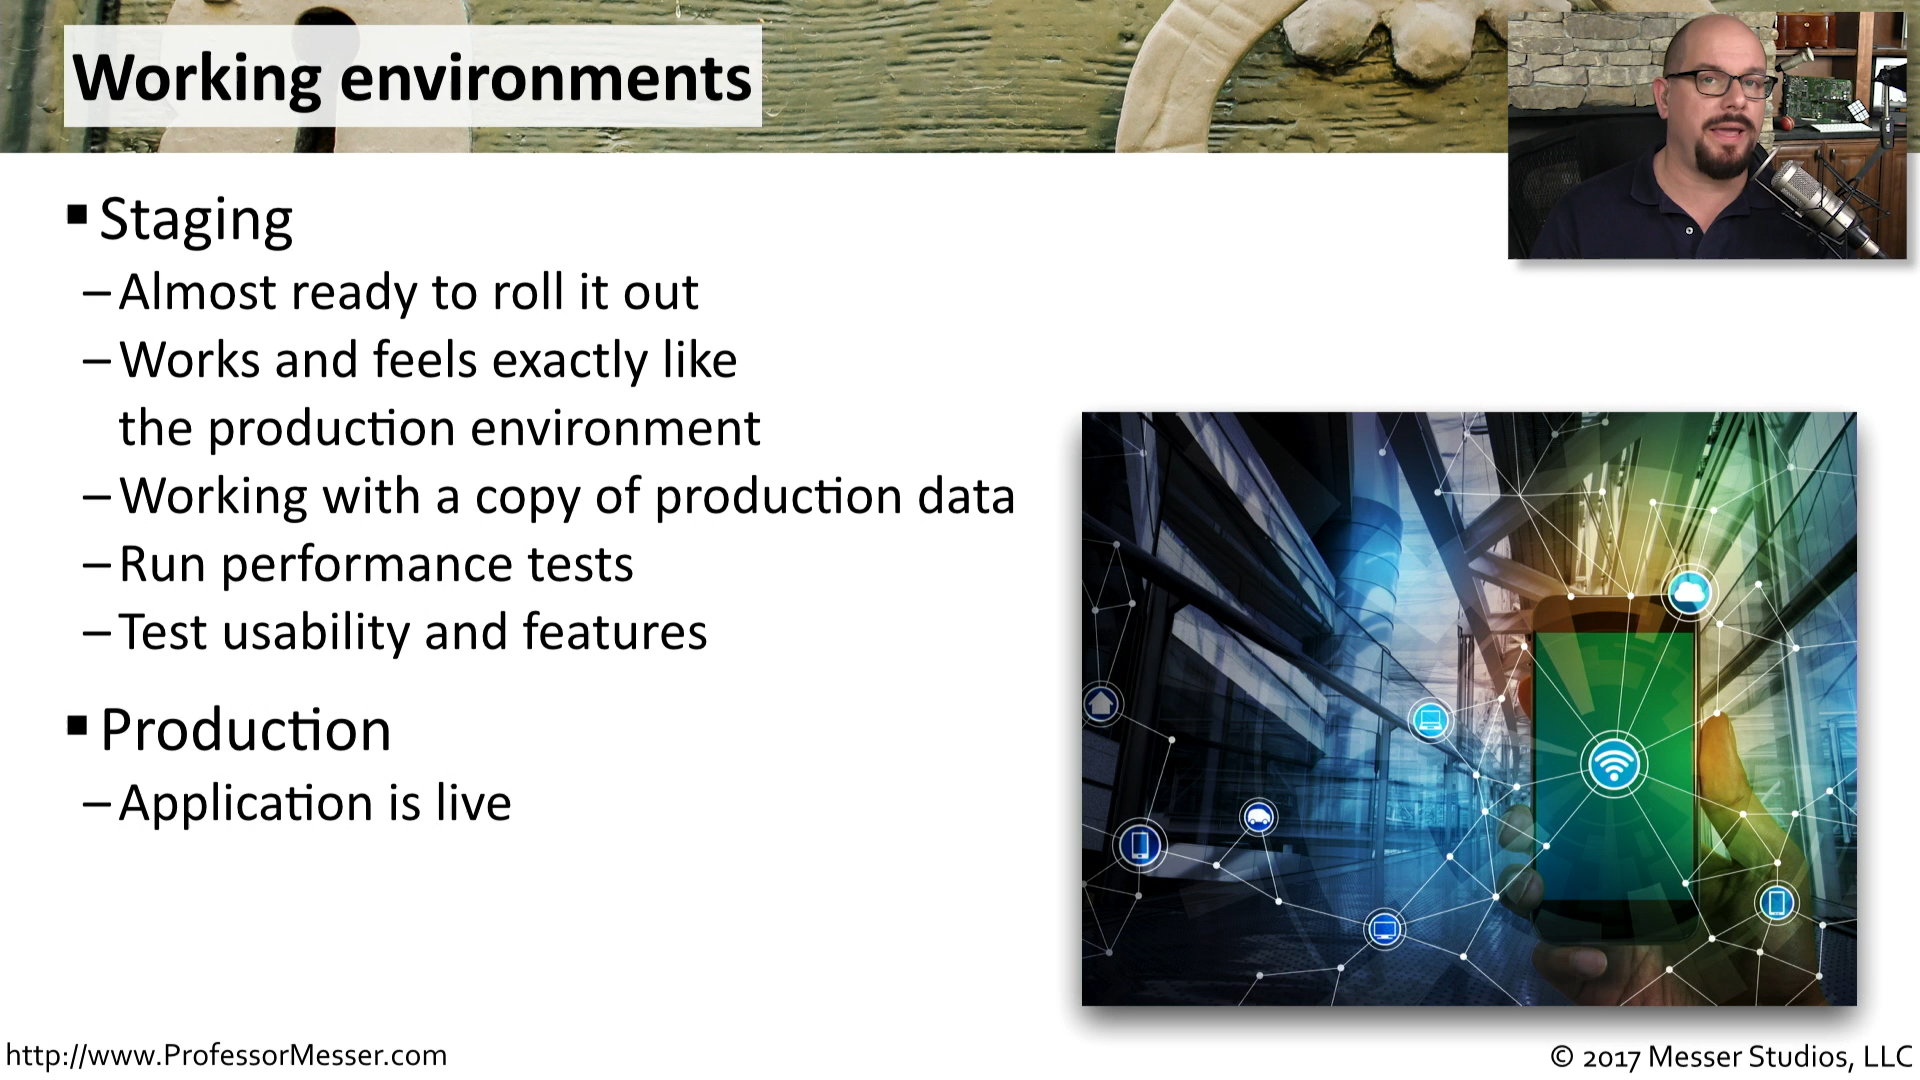 Working environments
▪ Staging
– Almost ready to roll it out
– Works and feels exactly like
the production environment
– Working with a copy of production data
– Run performance tests
– Test usability and features
▪ Production
– Application is live
http://www.ProfessorMesser.com
© 2017 Messer Studios, LLC